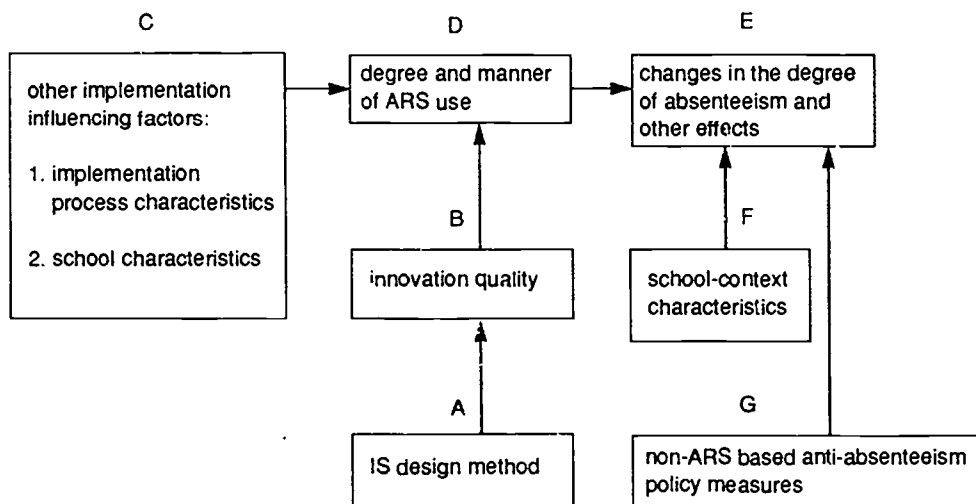 C
D
E
other implementation
influencing factors:
1. implementation
process characteristics
2. school characteristics
degree and manner
of ARS use
changes in the degree
of absenteeism and
other effects
B
F
innovation quality
school-context
characteristics
A
G
IS design method
non-ARS based anti-absenteeism
policy measures